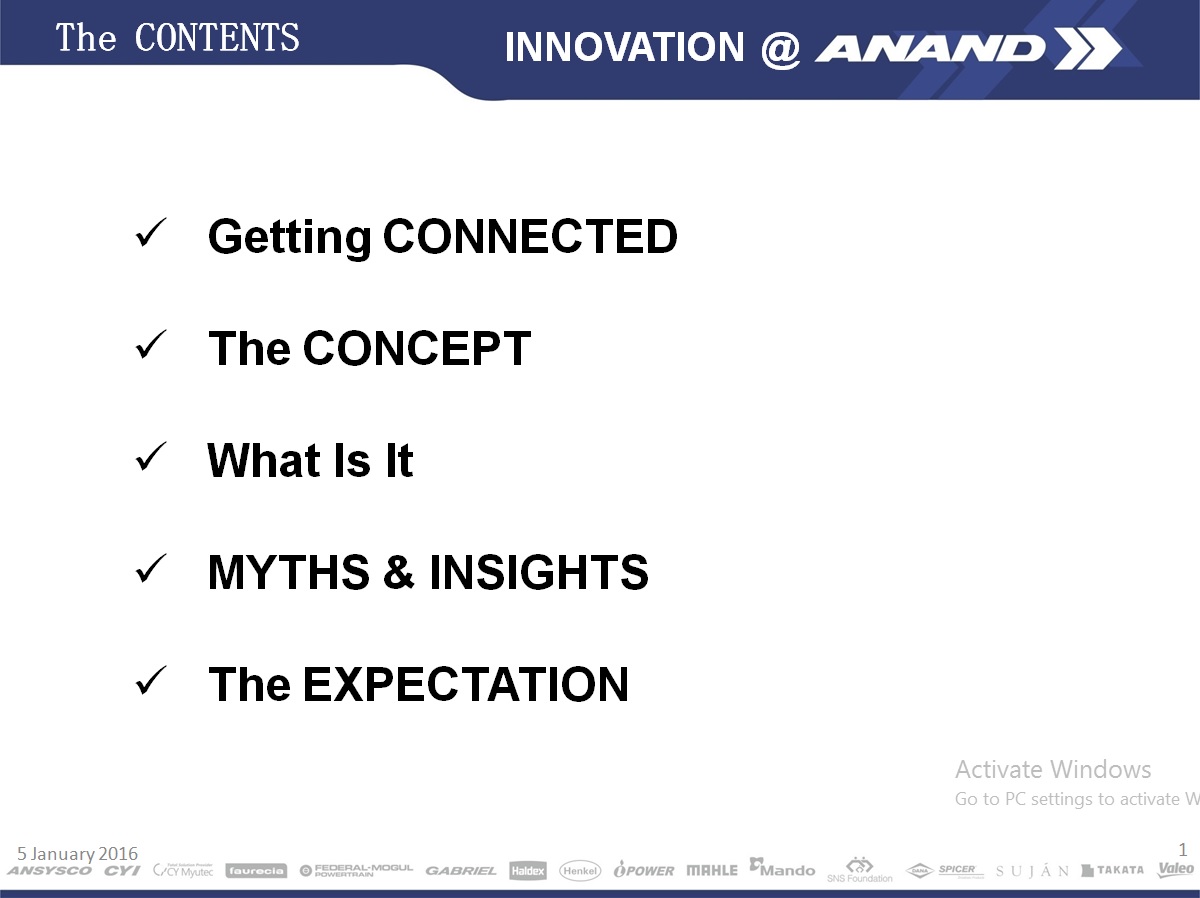 The CONTENTS
INNOVATION @ ANAND
Getting CONNECTED
The CONCEPT
What Is It
MYTHS & INSIGHTS
The EXPECTATION
Activate Windows
Go to PC settings to activate W
5 January 2016
1
ANSYSCO CYI CY Myutec faurecia FEDERAL-MOGUL POWERTRAIN GABRIEL Haldex Henkel iPOWER MAHLE Mando SNS Foundation DANA SPICER SUJÁN TAKATA Valeo